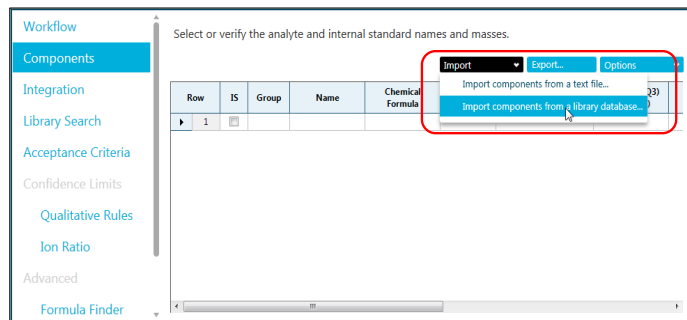 Workflow
Components
Integration
Library Search
Acceptance Criteria
Confidence Limits
Qualitative Rules
Ion Ratio
Advanced
Formula Finder
Select or verify the analyte and internal standard names and masses.
Import Export... Options
Import components from a text file...
Import components from a library database...
Row IS Group Name Chemical Formula Q3)
1